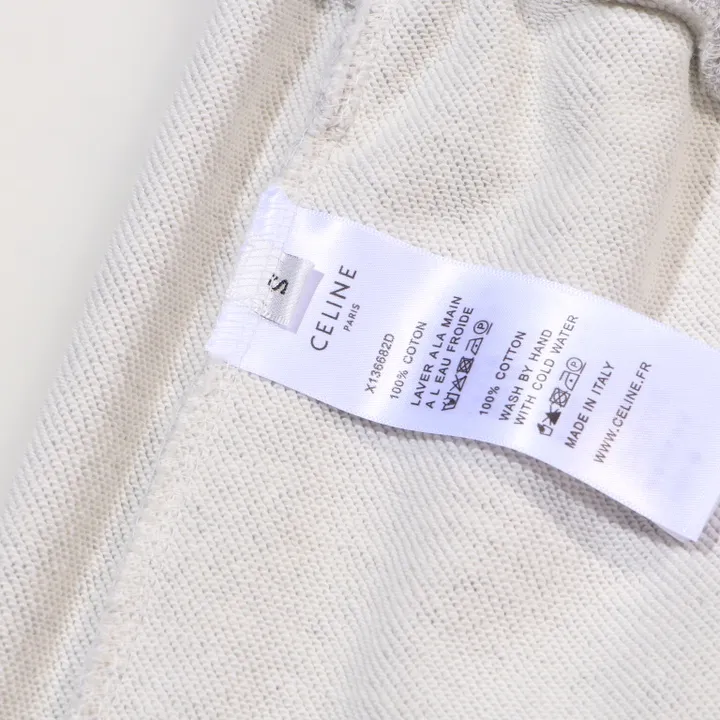 S
CELINE
PARIS
X136682D
100% COTON
LAVER A LA MAIN
A L EAU FROIDE
100% COTTON
WASH BY HAND
WITH COLD WATER
MADE IN ITALY
WWW.CELINE.FR